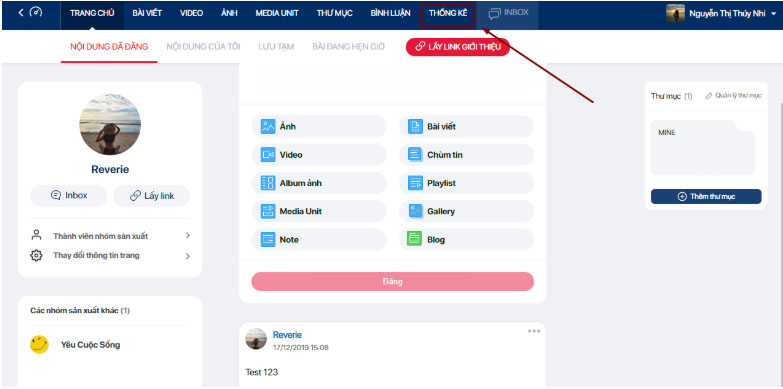 TRANG CHỦ BÀI VIẾT VIDEO ẢNH MEDIA UNIT THƯ MỤC BÌNH LUẬN THỐNG KÊ INBOX Nguyễn Thị Thúy Nhi
NỘI DUNG ĐÃ ĐĂNG NỘI DUNG CỦA TÔI LƯU TẠM BÀI ĐANG HẸN GIỜ LẤY LINK GIỚI THIỆU
Reverie
Inbox Lấy link
Thành viên nhóm sản xuất
Thay đổi thông tin trang
Các nhóm sản xuất khác (1)
Yêu Cuộc Sống
Ảnh Bài viết
Video Chùm tin
Album ảnh Playlist
Media Unit Gallery
Note Blog
Đăng
Reverie
17/12/2019 15:08
Test 123
Thư mục (1) Quản lý thư mục
MINE
Thêm thư mục